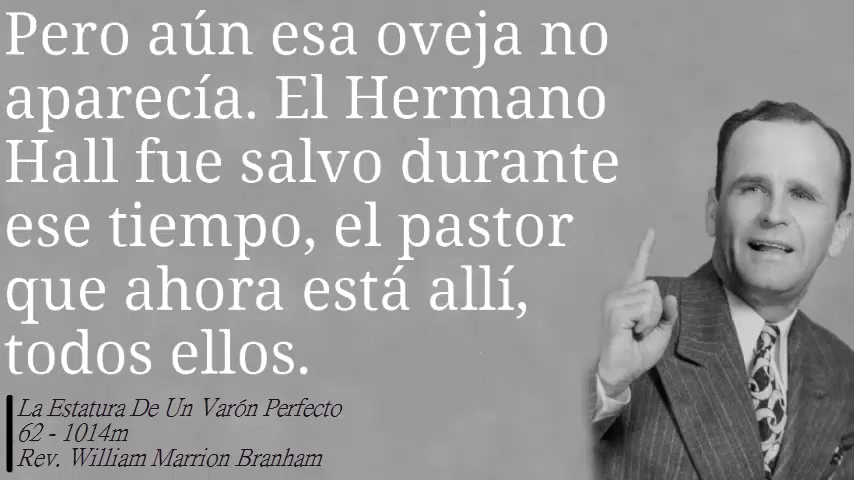 Pero aún esa oveja no
aparecía. El Hermano
Hall fue salvo durante
ese tiempo, el pastor
que ahora está allí,
todos ellos.
La Estatura De Un Varón Perfecto
62 - 1014m
Rev. William Marrion Branham